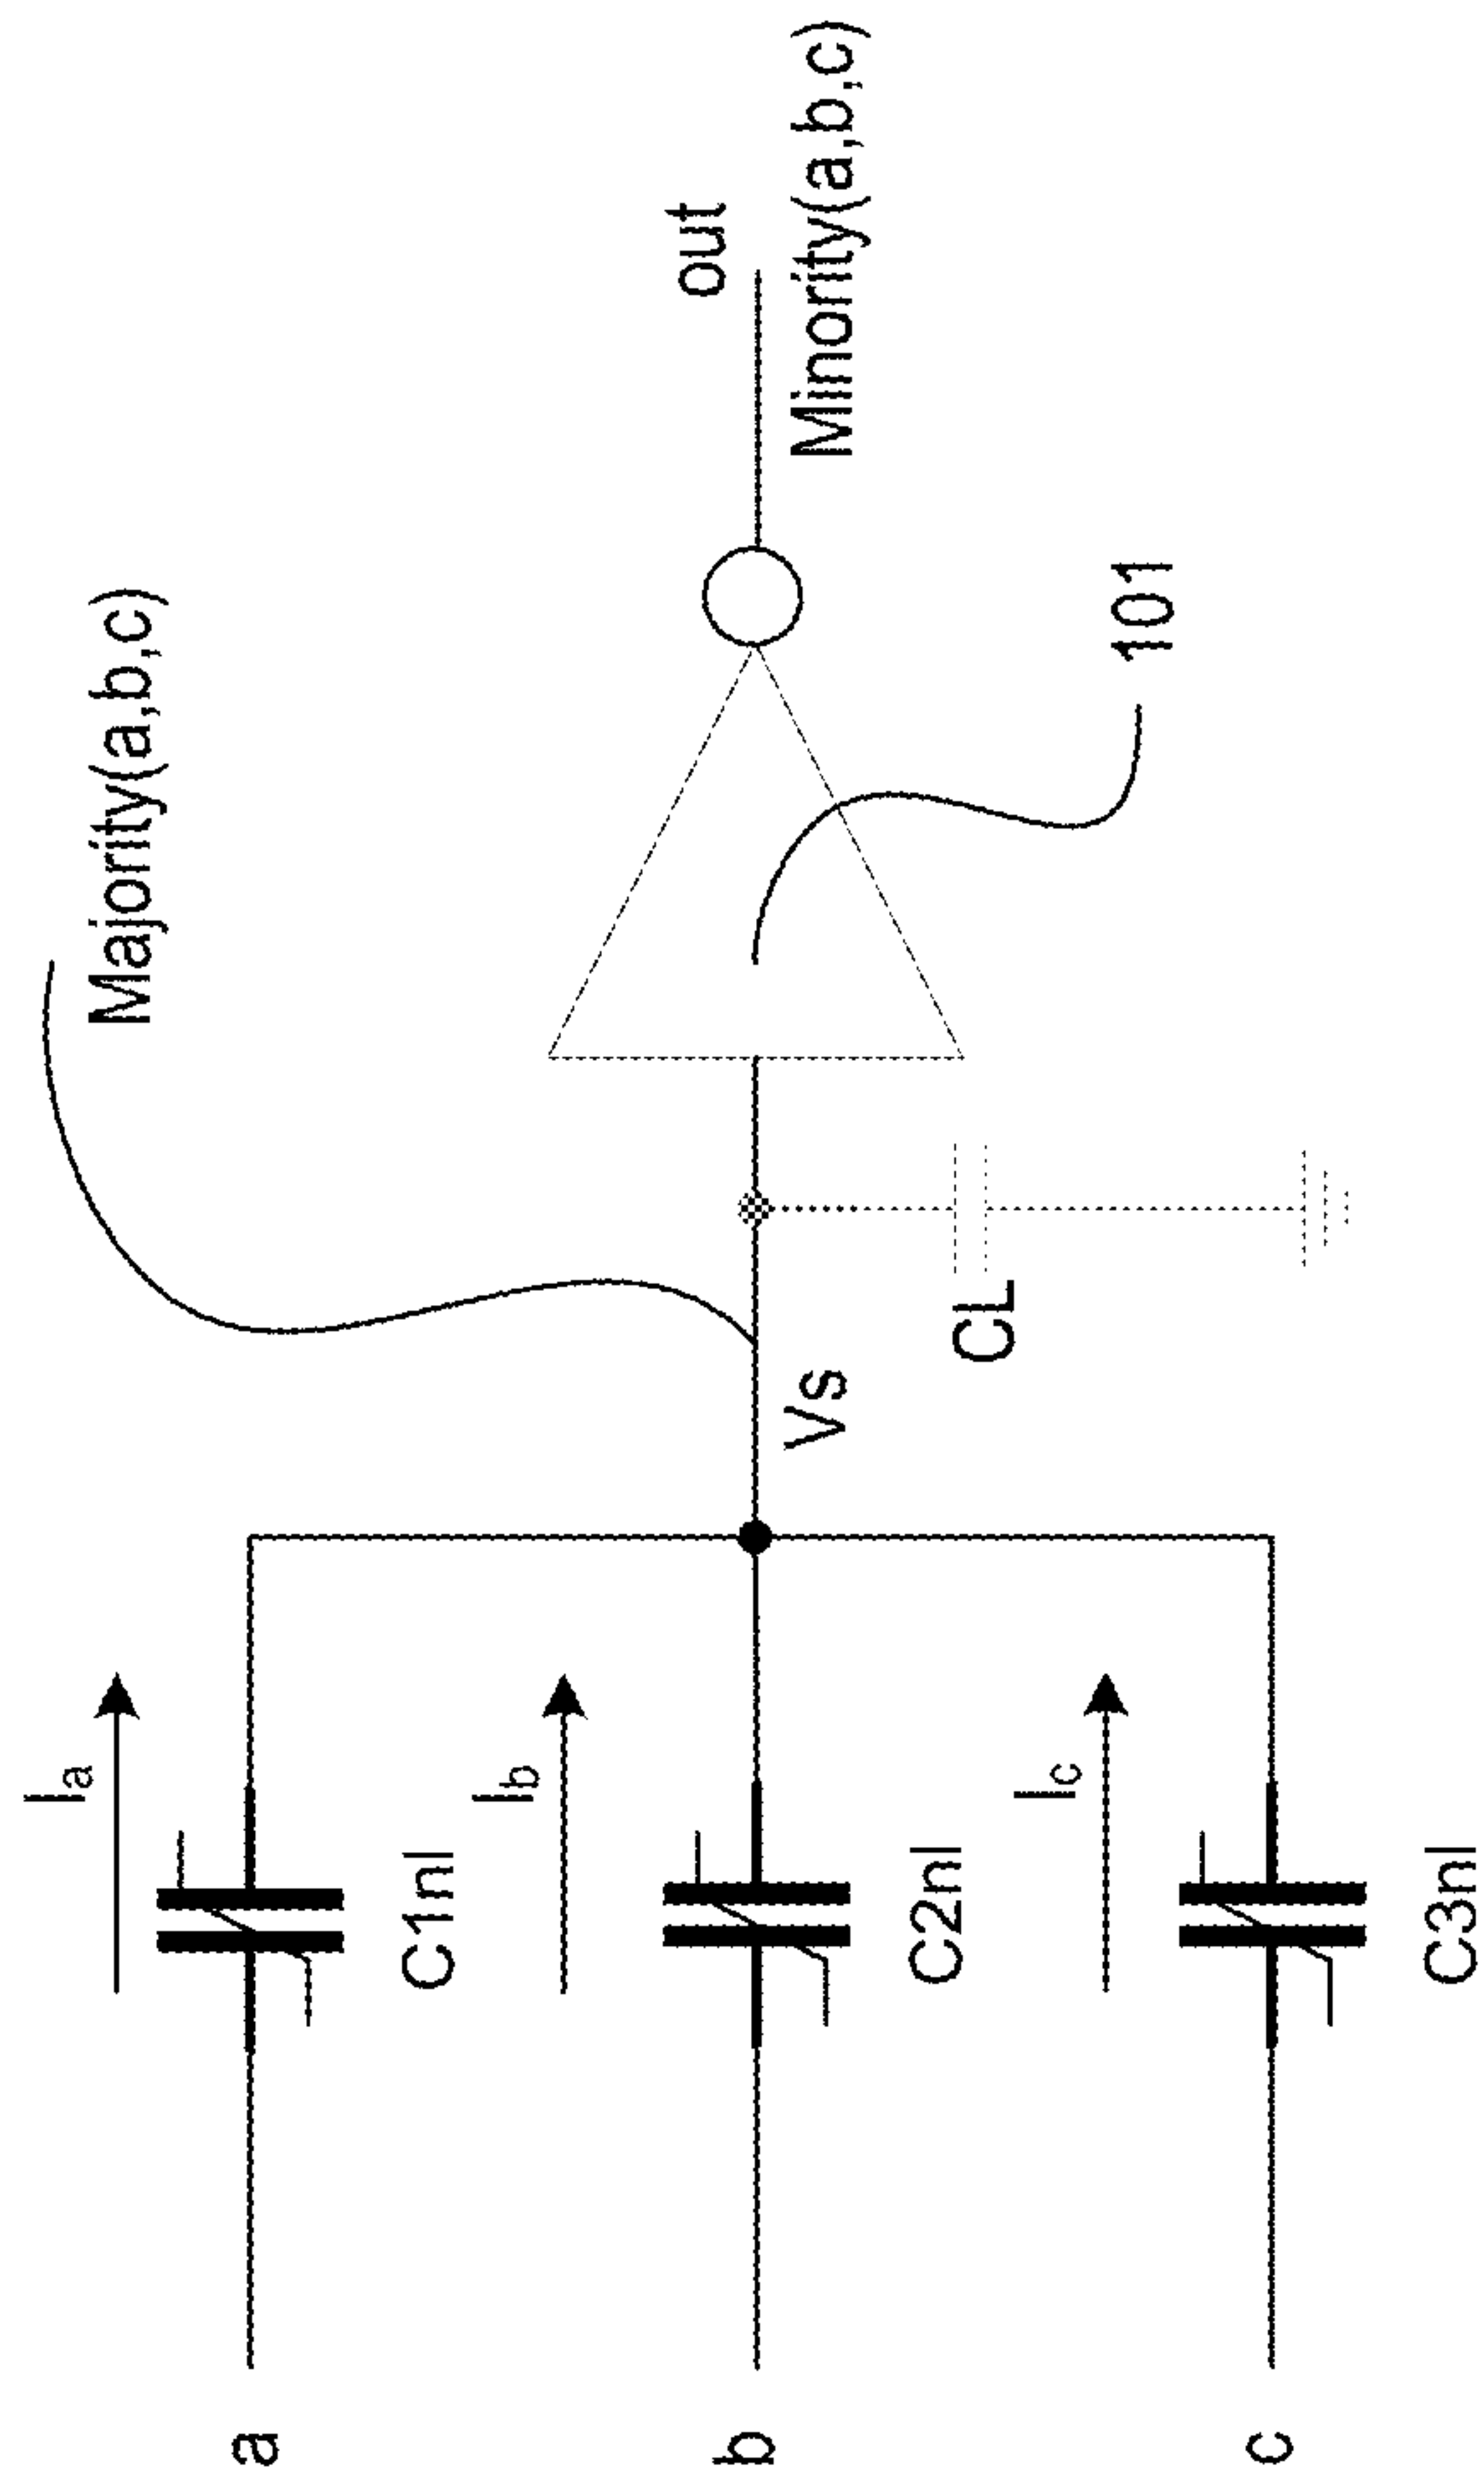 a
b
c
Ia
C1nl
Ib
C2nl
Ic
C3nl
Vs
CL
Majority(a,b,c)
101
out
Minority(a,b,c)